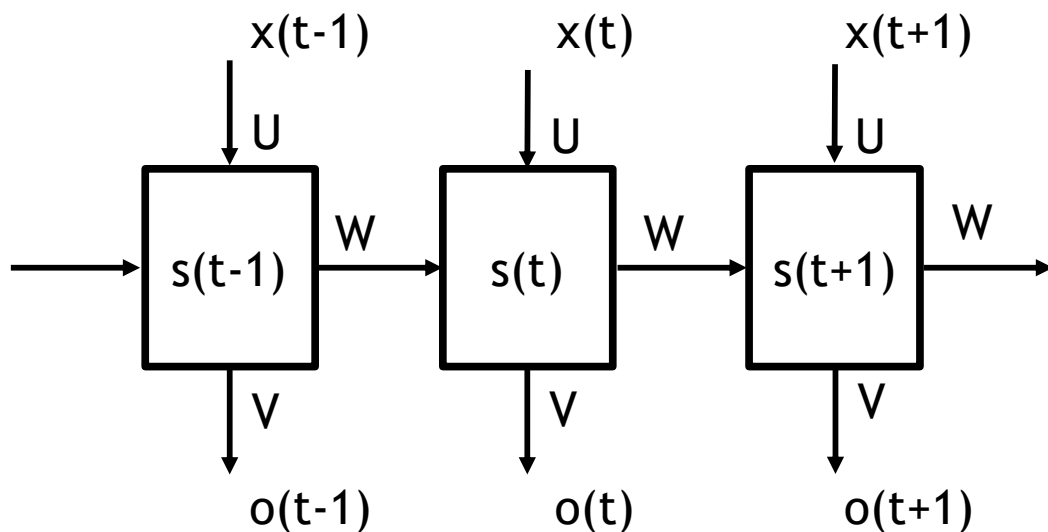 x(t-1) x(t) x(t+1)
U U U
W W W
s(t-1) s(t) s(t+1)
V V V
o(t-1) o(t) o(t+1)